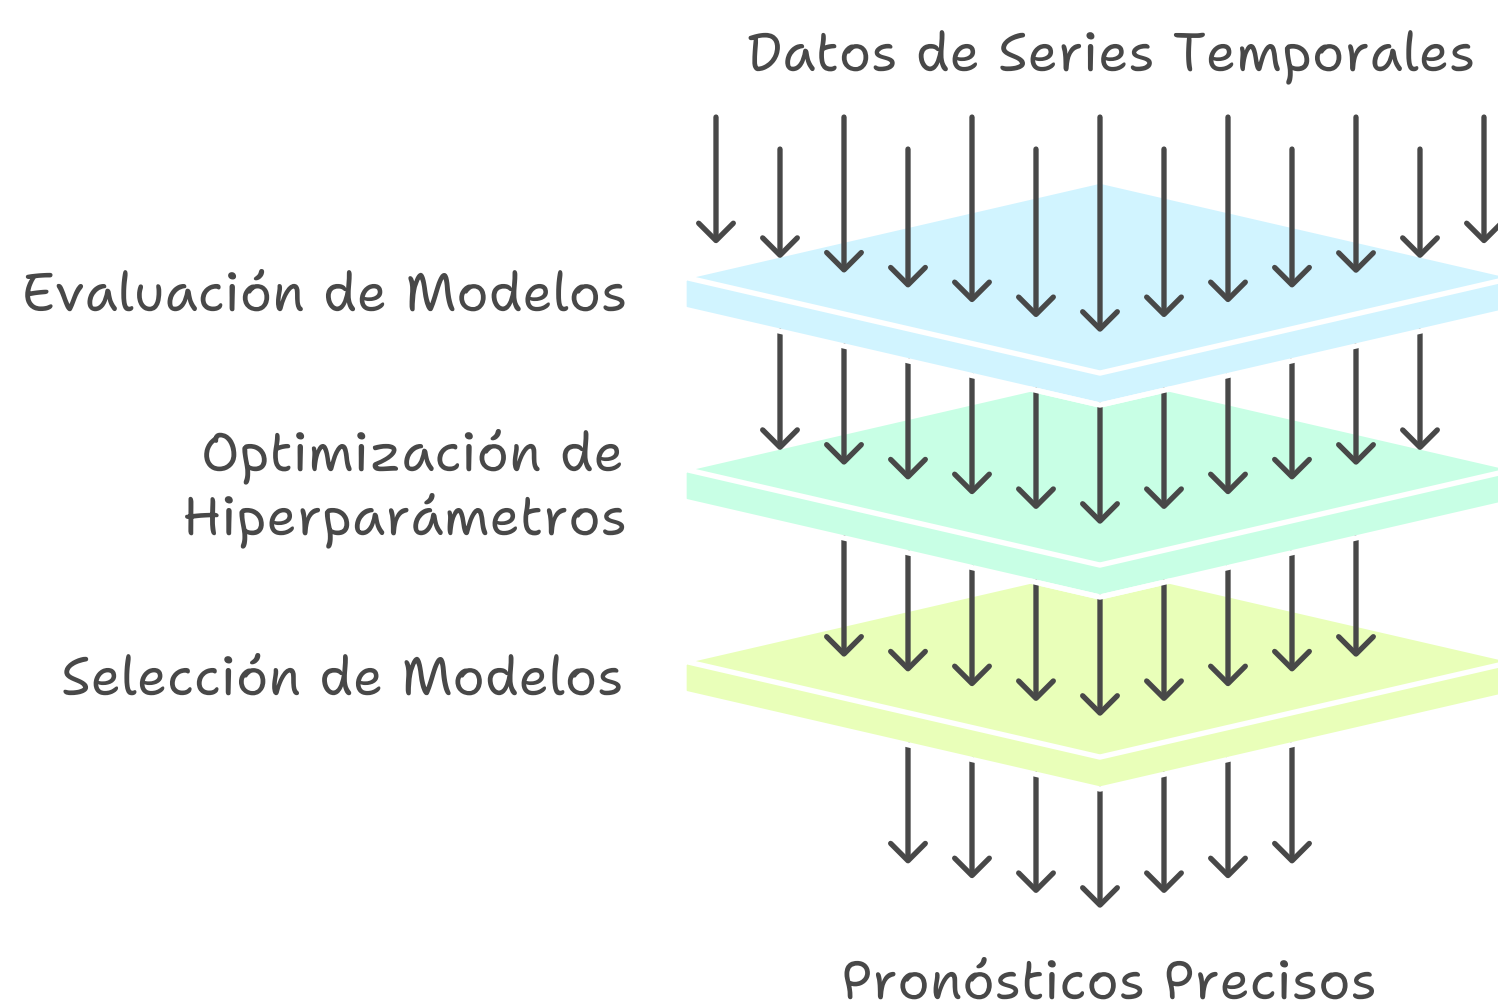 Datos de Series Temporales
Evaluación de Modelos
Optimización de
Hiperparámetros
Selección de Modelos
Pronósticos Precisos